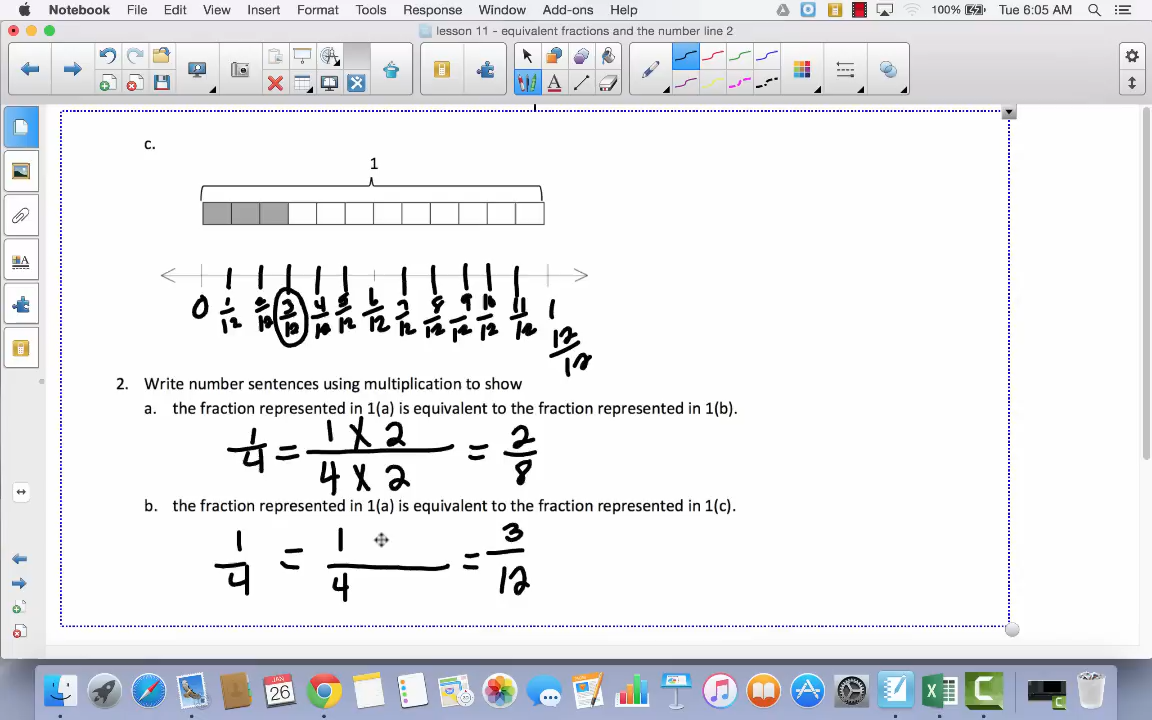 Notebook File Edit View Insert Format Tools Response Window Add-ons Help 100% Tue 6:05 AM
lesson 11 - equivalent fractions and the number line 2
c.
1
0 1/12 2/12 3/12 4/12 5/12 6/12 7/12 8/12 9/12 10/12 11/12 1
12/12
2. Write number sentences using multiplication to show
a. the fraction represented in 1(a) is equivalent to the fraction represented in 1(b).
1/4 = 1 X 2 / 4 X 2 = 2/8
b. the fraction represented in 1(a) is equivalent to the fraction represented in 1(c).
1/4 = 1 / 4 = 3/12
JAN
26